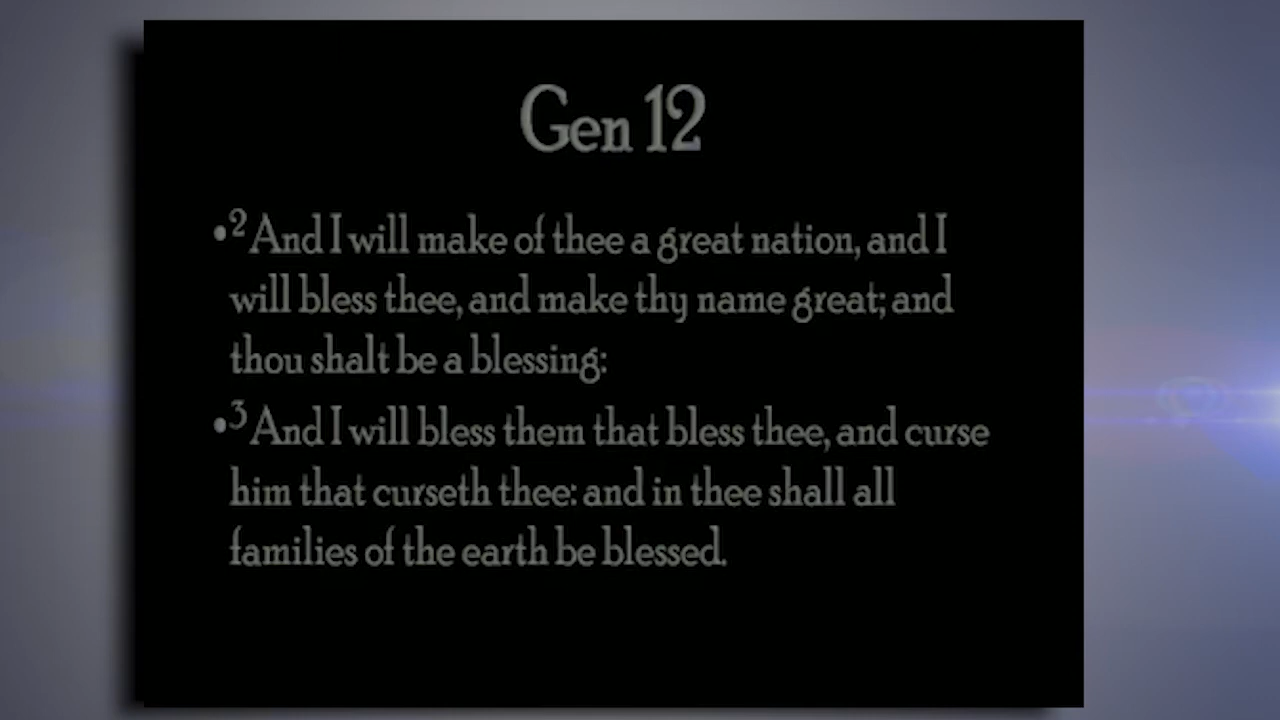 Gen 12
•2 And I will make of thee a great nation, and I
will bless thee, and make thy name great; and
thou shalt be a blessing:
•3 And I will bless them that bless thee, and curse
him that curseth thee: and in thee shall all
families of the earth be blessed.